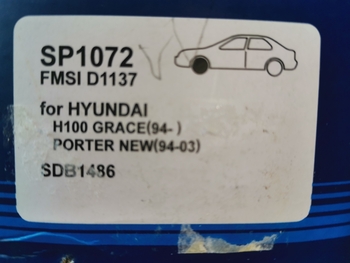 SP1072
FMSI D1137
for HYUNDAI
H100 GRACE(94- )
PORTER NEW(94-03)
SDB1486